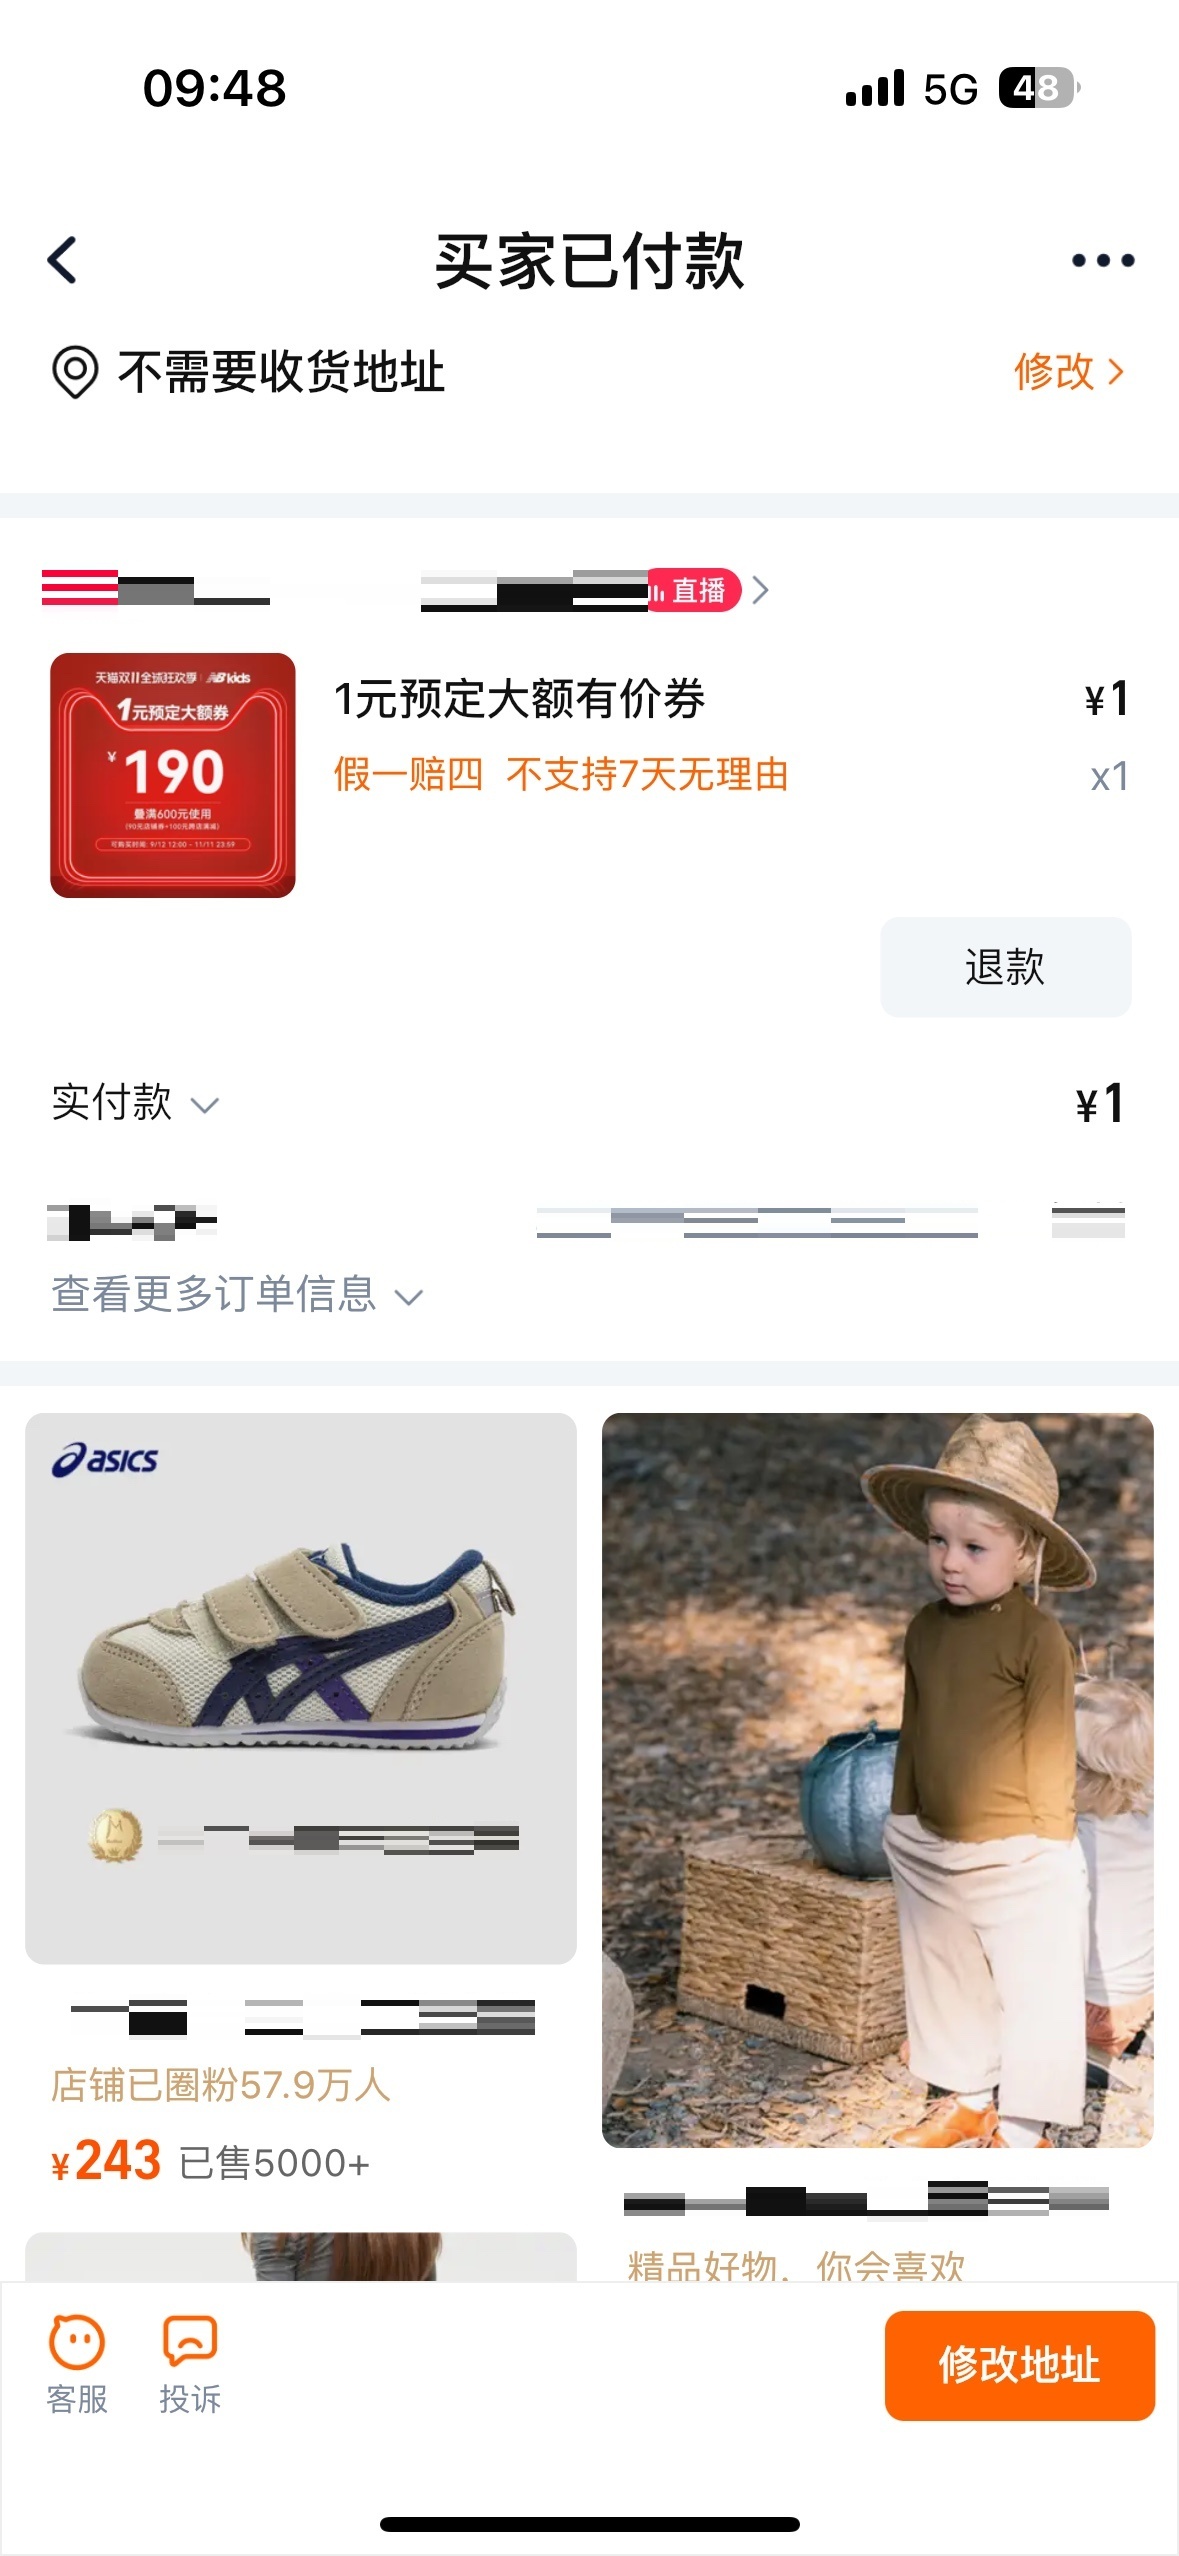 09:48
5G 48
买家已付款
不需要收货地址
修改
直播
天猫双11全球狂欢季 NB kids
1元预定大额券
¥190
叠满600元使用
(90元店铺券+100元跨店满减)
可购买时间: 9/12 12:00 - 11/11 23:59
1元预定大额有价券
¥1
假一赔四 不支持7天无理由
x1
退款
实付款
¥1
查看更多订单信息
asics
店铺已圈粉57.9万人
¥243 已售5000+
精品好物，你会喜欢
客服
投诉
修改地址